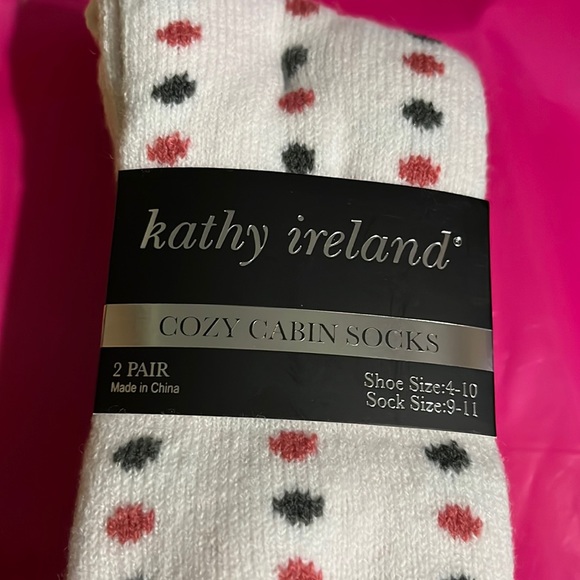 kathy ireland®
COZY CABIN SOCKS
2 PAIR
Made in China
Shoe Size:4-10
Sock Size:9-11